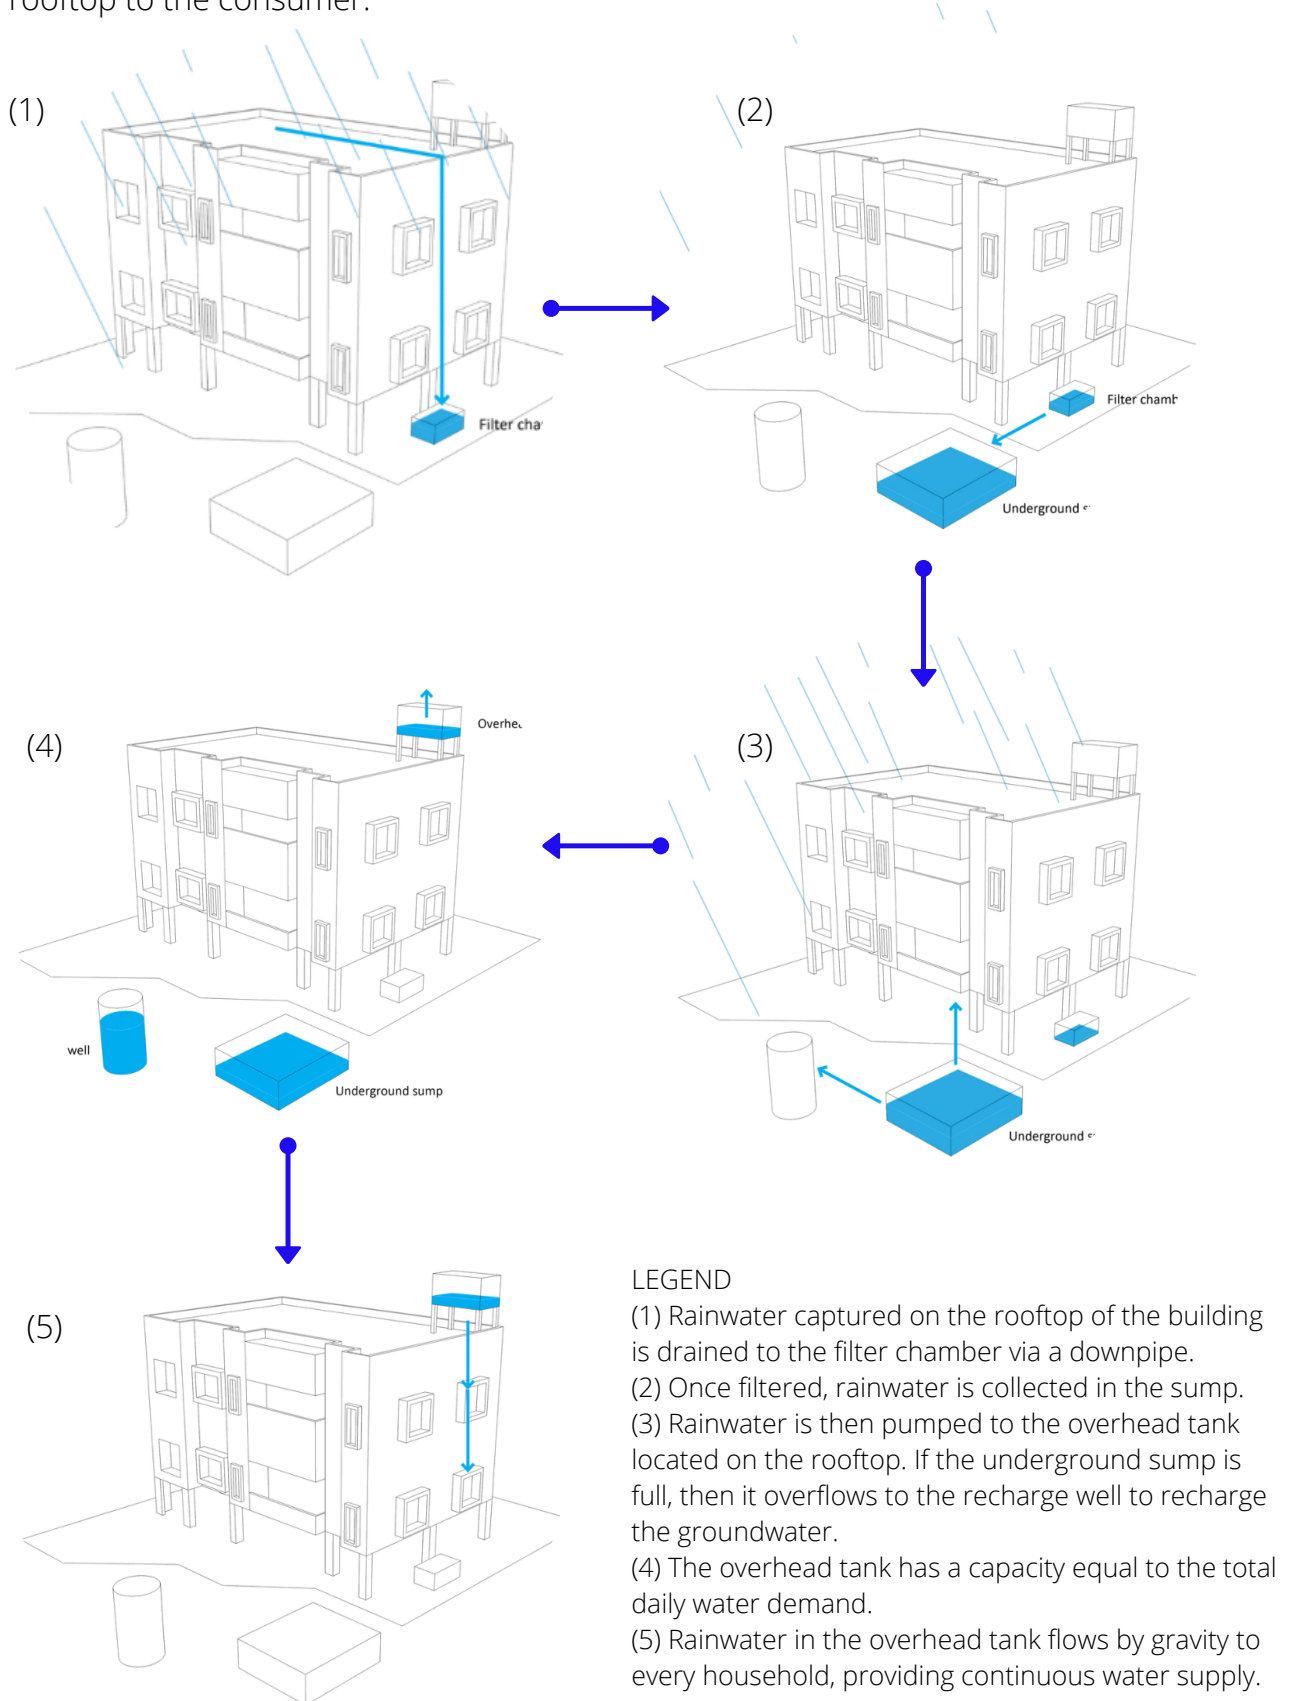 rooftop to the consumer.
(1)
(2)
Filter
Filter
Underground
(4)
(3)
well
Underground sump
Underground
(5)
LEGEND
(1) Rainwater captured on the rooftop of the building
is drained to the filter chamber via a downpipe.
(2) Once filtered, rainwater is collected in the sump.
(3) Rainwater is then pumped to the overhead tank
located on the rooftop. If the underground sump is
full, then it overflows to the recharge well to recharge
the groundwater.
(4) The overhead tank has a capacity equal to the total
daily water demand.
(5) Rainwater in the overhead tank flows by gravity to
every household, providing continuous water supply.